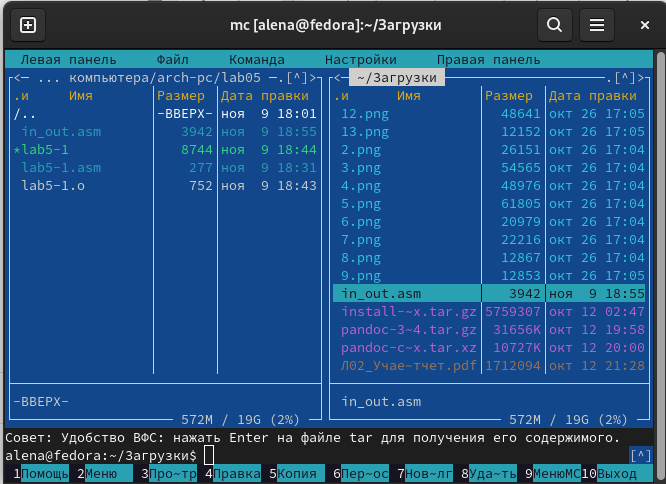 mc [alena@fedora]:~/Загрузки
Левая панель Файл Команда Настройки Правая панель
<— ... компьютера/arch-pc/lab05 —.[^]> <— ~/Загрузки —.[^]>
.и Имя Размер Дата правки .и Имя Размер Дата правки
/.. -ВВЕРХ- ноя 9 18:01 12.png 48641 окт 26 17:05
in_out.asm 3942 ноя 9 18:55 13.png 12152 окт 26 17:05
*lab5-1 8744 ноя 9 18:44 2.png 26151 окт 26 17:04
lab5-1.asm 277 ноя 9 18:31 3.png 54565 окт 26 17:04
lab5-1.o 752 ноя 9 18:43 4.png 48976 окт 26 17:04
5.png 61805 окт 26 17:04
6.png 20979 окт 26 17:04
7.png 22216 окт 26 17:04
8.png 12867 окт 26 17:04
9.png 12853 окт 26 17:05
in_out.asm 3942 ноя 9 18:55
install-~x.tar.gz 5759307 окт 12 02:47
pandoc-3~4.tar.gz 31656K окт 12 19:58
pandoc-c~x.tar.xz 10727K окт 12 20:00
Л02_Учае~тчет.pdf 1712094 окт 12 21:28
-ВВЕРХ- in_out.asm
572M / 19G (2%) 572M / 19G (2%)
Совет: Удобство ВФС: нажать Enter на файле tar для получения его содержимого.
alena@fedora:~/Загрузки$ [^]
1Помощь 2Меню 3Про~тр 4Правка 5Копия 6Пер~ос 7Нов~лг 8Уда~ть 9МенюMC 10Выход